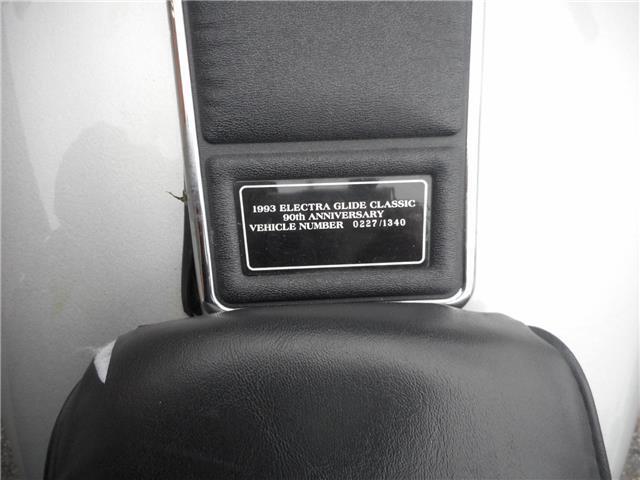 1993 ELECTRA GLIDE CLASSIC
90th ANNIVERSARY
VEHICLE NUMBER 0227/1340